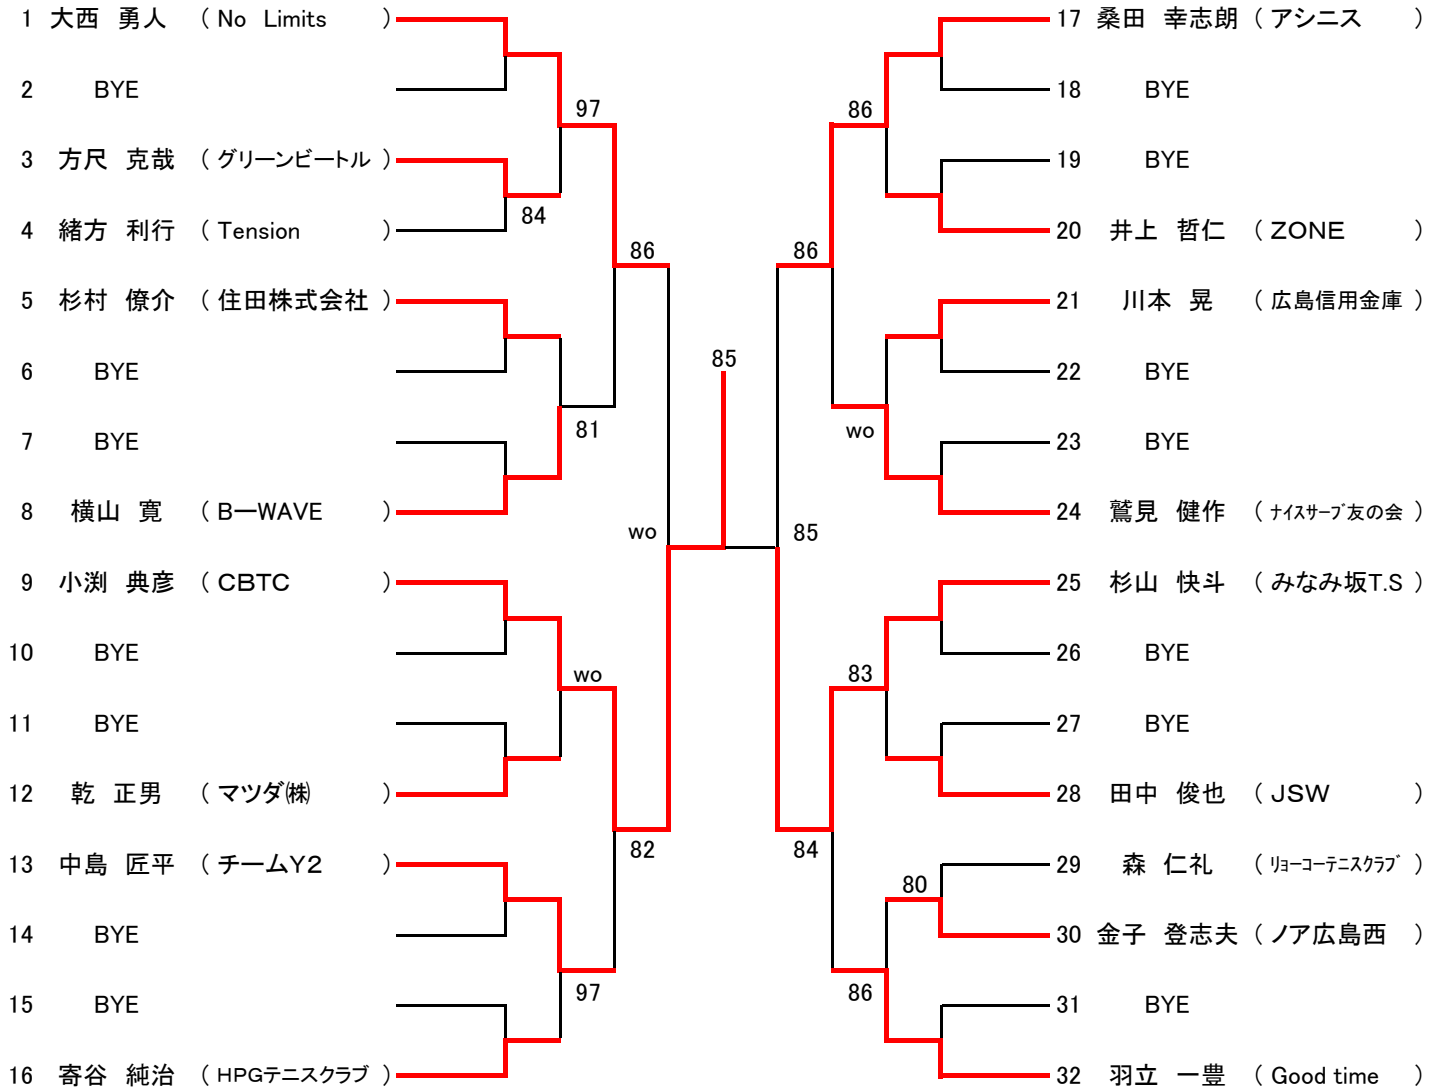 1 大西 勇人 ( No Limits )
2 BYE
97
3 方尺 克哉 ( グリーンビートル )
84
4 緒方 利行 ( Tension )
86
5 杉村 僚介 ( 住田株式会社 )
6 BYE
81
7 BYE
8 横山 寛 ( B－WAVE )
wo
9 小渕 典彦 ( CBTC )
10 BYE
wo
11 BYE
12 乾 正男 ( マツダ㈱ )
82
13 中島 匠平 ( チームY2 )
14 BYE
97
15 BYE
16 寄谷 純治 ( HPGテニスクラブ )
85
17 桑田 幸志朗 ( アシニス )
18 BYE
86
19 BYE
20 井上 哲仁 ( ZONE )
86
21 川本 晃 ( 広島信用金庫 )
22 BYE
wo
23 BYE
24 鷲見 健作 ( ﾅｲｽｻｰﾌﾞ友の会 )
85
25 杉山 快斗 ( みなみ坂T.S )
26 BYE
83
27 BYE
28 田中 俊也 ( JSW )
84
29 森 仁礼 ( ﾘｮｰｺｰﾃﾆｽｸﾗﾌﾞ )
80
30 金子 登志夫 ( ノア広島西 )
86
31 BYE
32 羽立 一豊 ( Good time )